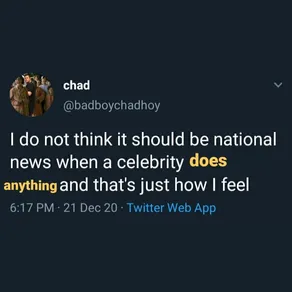 chad
@badboychadhoy
I do not think it should be national
news when a celebrity does
anything and that's just how I feel
6:17 PM · 21 Dec 20 · Twitter Web App